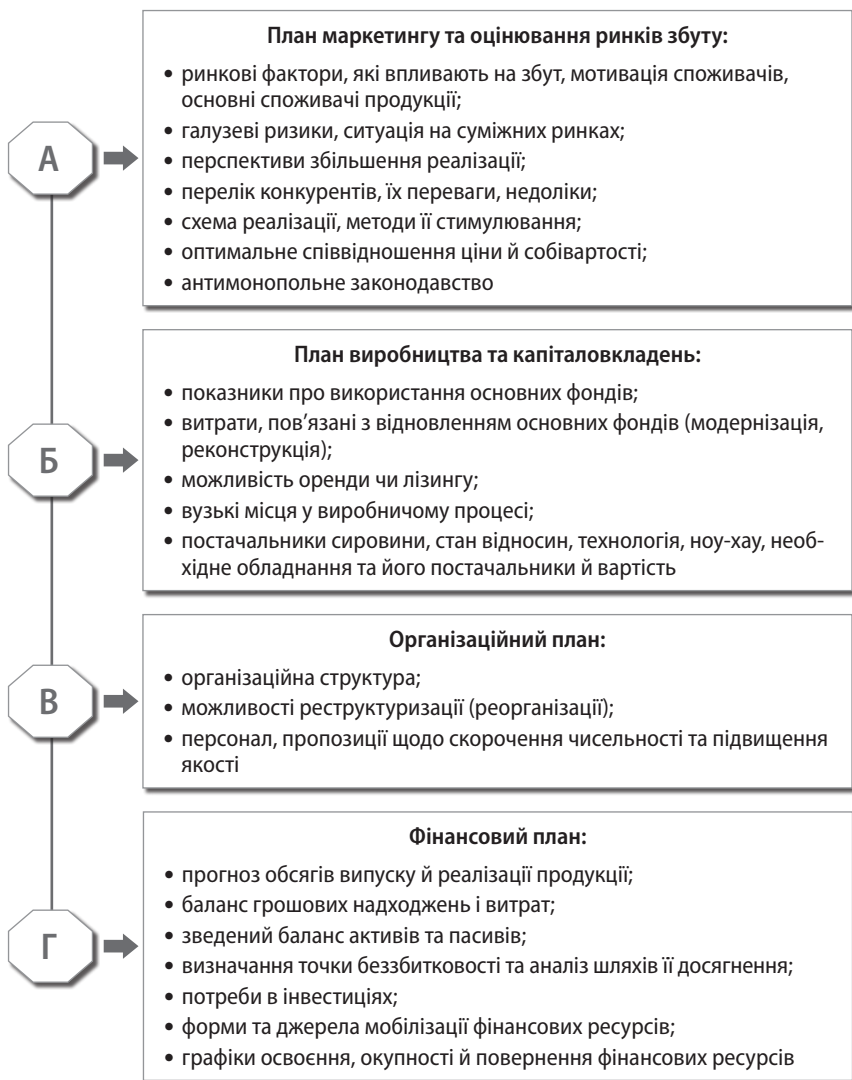 А
План маркетингу та оцінювання ринків збуту:
• ринкові фактори, які впливають на збут, мотивація споживачів,
основні споживачі продукції;
• галузеві ризики, ситуація на суміжних ринках;
• перспективи збільшення реалізації;
• перелік конкурентів, їх переваги, недоліки;
• схема реалізації, методи її стимулювання;
• оптимальне співвідношення ціни й собівартості;
• антимонопольне законодавство
Б
План виробництва та капіталовкладень:
• показники про використання основних фондів;
• витрати, пов’язані з відновленням основних фондів (модернізація,
реконструкція);
• можливість оренди чи лізингу;
• вузькі місця у виробничому процесі;
• постачальники сировини, стан відносин, технологія, ноу-хау, необ-
хідне обладнання та його постачальники й вартість
В
Організаційний план:
• організаційна структура;
• можливості реструктуризації (реорганізації);
• персонал, пропозиції щодо скорочення чисельності та підвищення
якості
Г
Фінансовий план:
• прогноз обсягів випуску й реалізації продукції;
• баланс грошових надходжень і витрат;
• зведений баланс активів та пасивів;
• визначання точки беззбитковості та аналіз шляхів її досягнення;
• потреби в інвестиціях;
• форми та джерела мобілізації фінансових ресурсів;
• графіки освоєння, окупності й повернення фінансових ресурсів